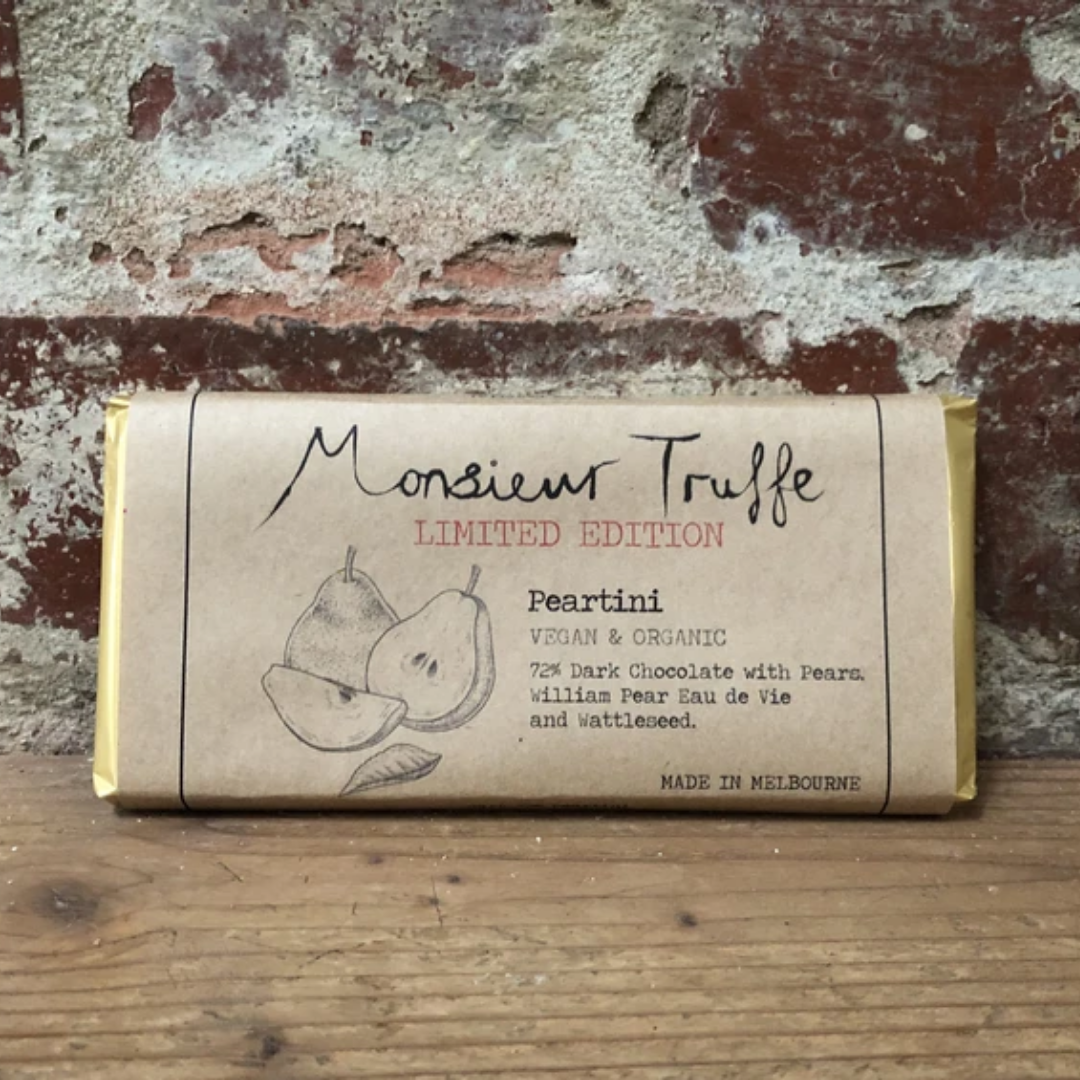 Monsieur Truffe
LIMITED EDITION
Peartini
VEGAN & ORGANIC
72% Dark Chocolate with Pears,
William Pear Eau de Vie
and Wattleseed.
MADE IN MELBOURNE